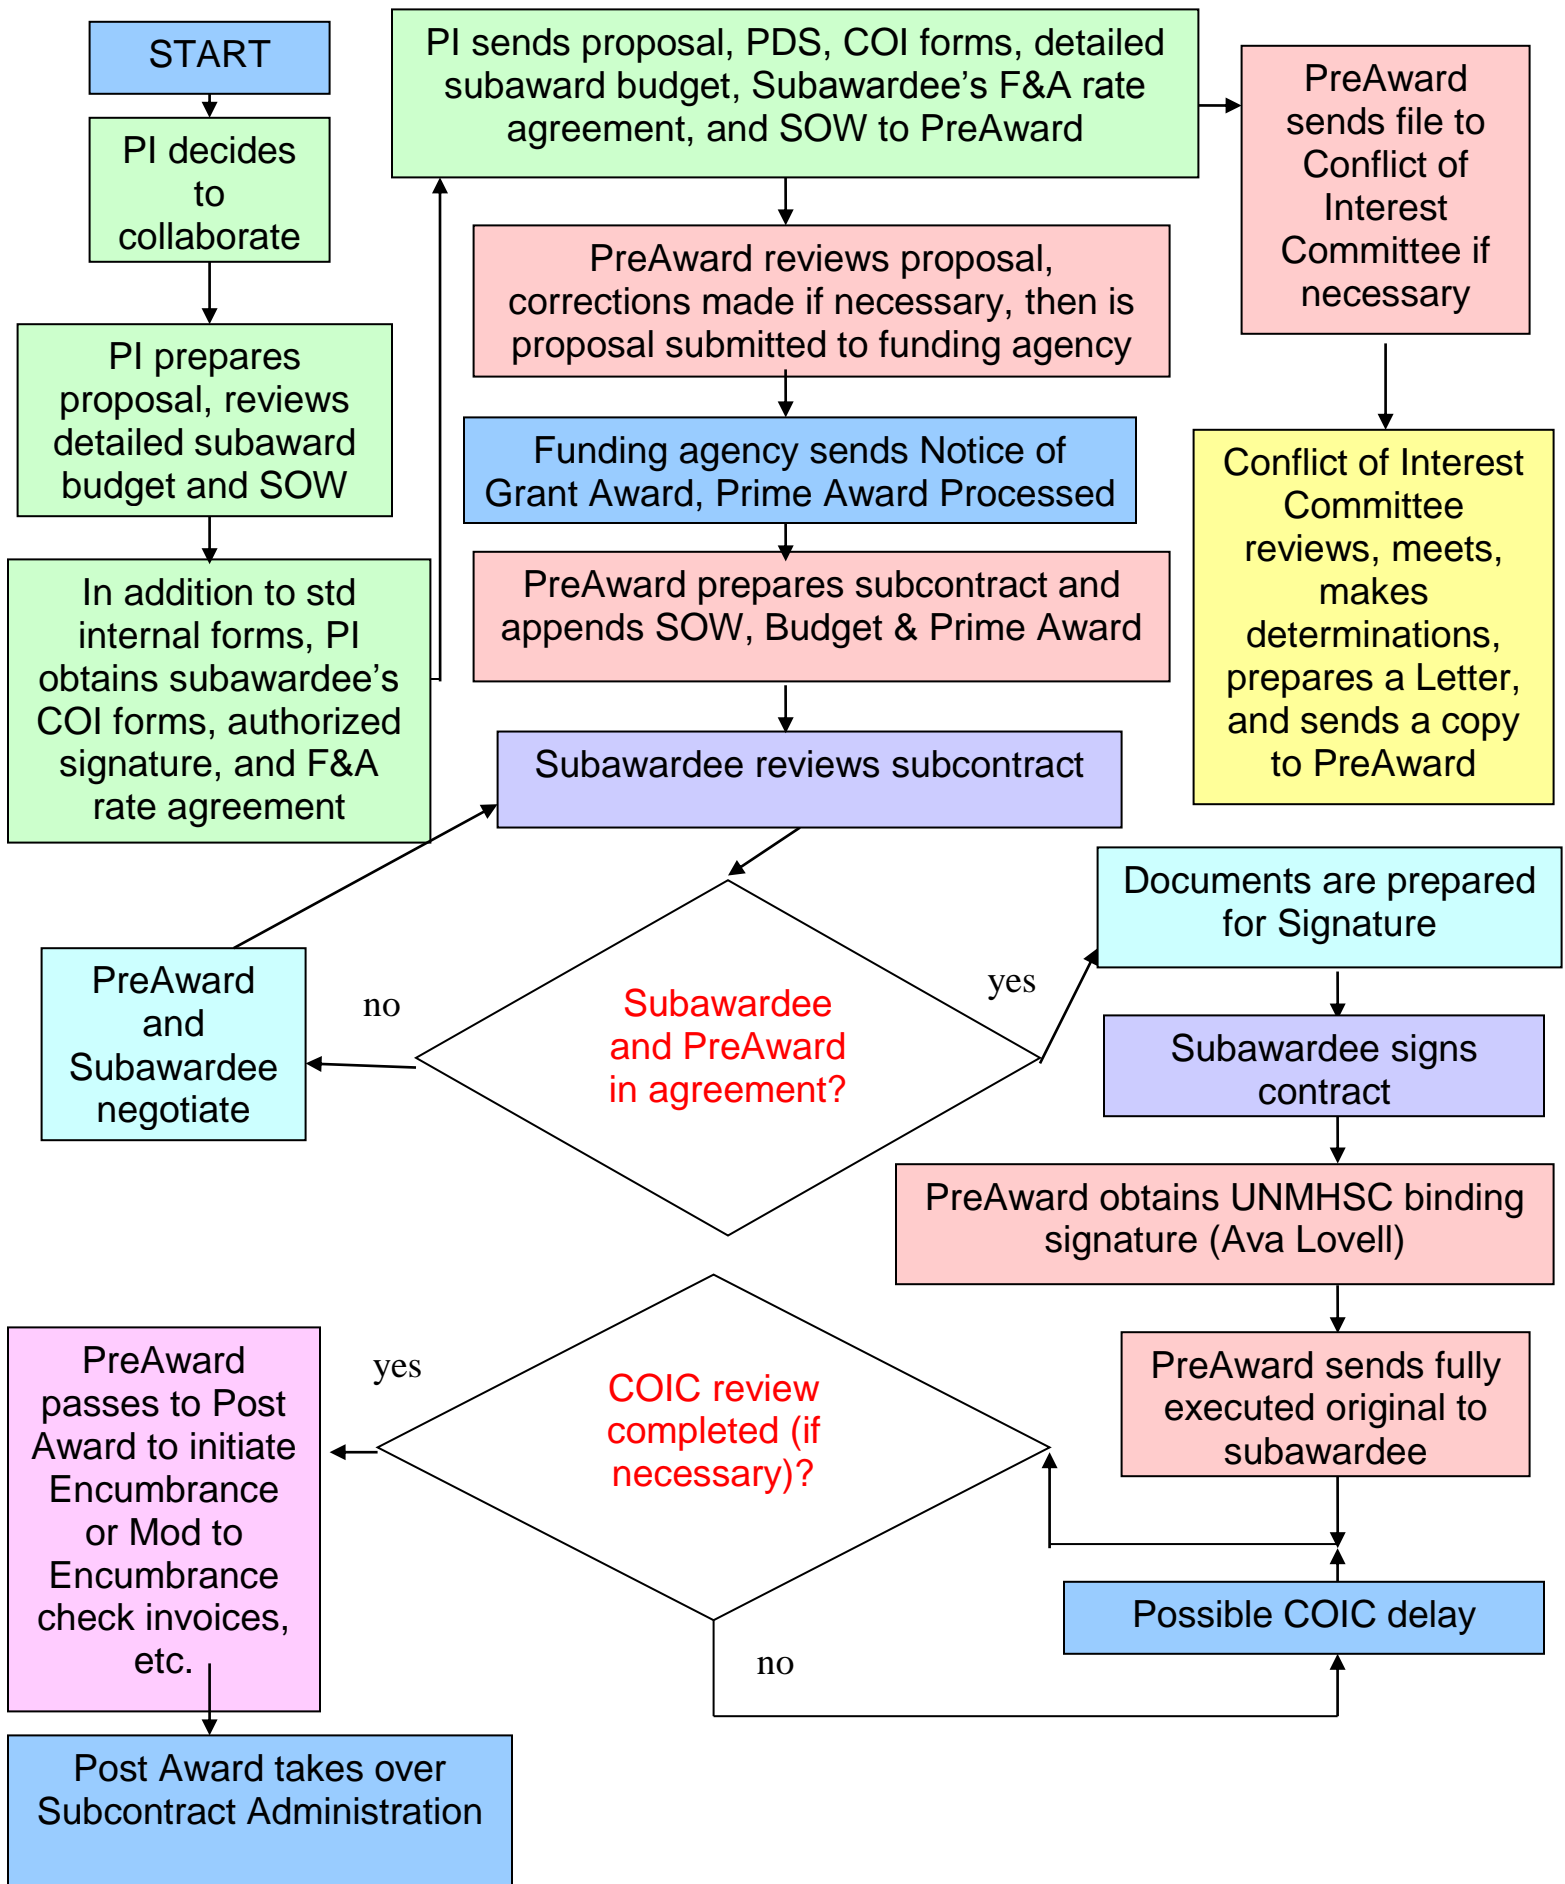 START
PI decides
to
collaborate
PI prepares
proposal, reviews
detailed subaward
budget and SOW
In addition to std
internal forms, PI
obtains subawardee’s
COI forms, authorized
signature, and F&A
rate agreement
PI sends proposal, PDS, COI forms, detailed
subaward budget, Subawardee’s F&A rate
agreement, and SOW to PreAward
PreAward
sends file to
Conflict of
Interest
Committee if
necessary
PreAward reviews proposal,
corrections made if necessary, then is
proposal submitted to funding agency
Funding agency sends Notice of
Grant Award, Prime Award Processed
PreAward prepares subcontract and
appends SOW, Budget & Prime Award
Conflict of Interest
Committee
reviews, meets,
makes
determinations,
prepares a Letter,
and sends a copy
to PreAward
Subawardee reviews subcontract
Subawardee
and PreAward
in agreement?
no
PreAward
and
Subawardee
negotiate
yes
Documents are prepared
for Signature
Subawardee signs
contract
PreAward obtains UNMHSC binding
signature (Ava Lovell)
PreAward sends fully
executed original to
subawardee
Possible COIC delay
COIC review
completed (if
necessary)?
no
yes
PreAward
passes to Post
Award to initiate
Encumbrance
or Mod to
Encumbrance
check invoices,
etc.
Post Award takes over
Subcontract Administration